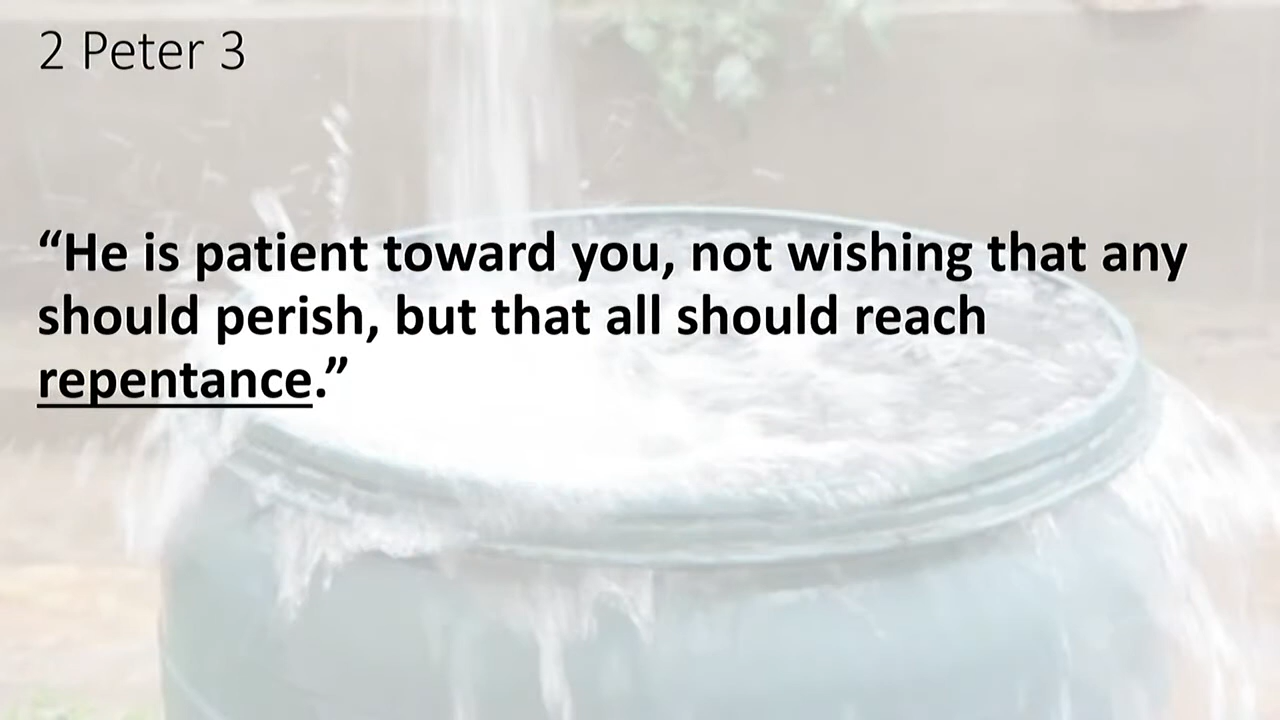 2 Peter 3
“He is patient toward you, not wishing that any
should perish, but that all should reach
repentance.”